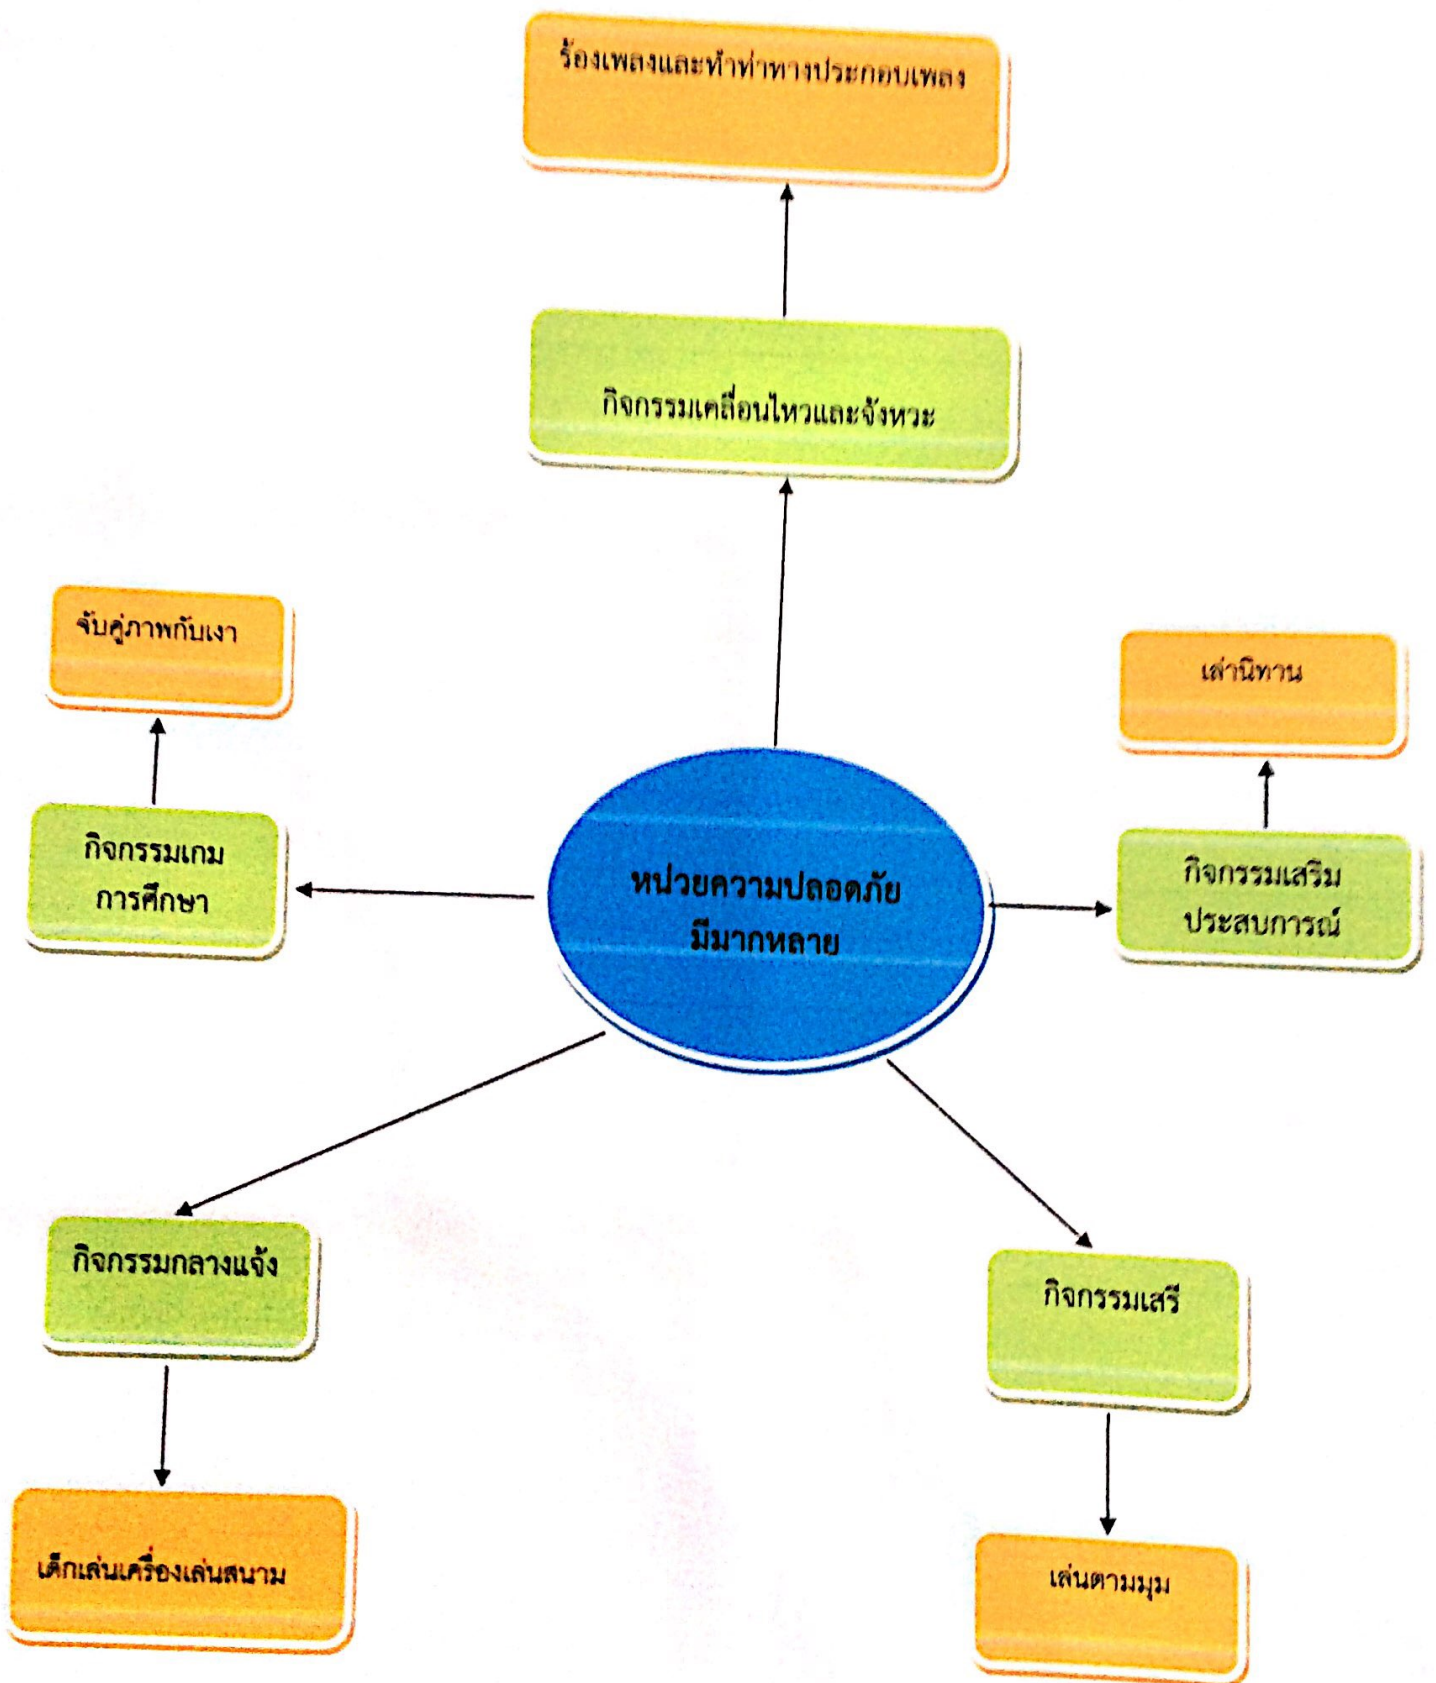 ร้องเพลงและทำท่าทางประกอบเพลง
กิจกรรมเคลื่อนไหวและจังหวะ
จับคู่ภาพกับเงา
เล่านิทาน
กิจกรรมเกม
การศึกษา
หน่วยความปลอดภัย
มีมากหลาย
กิจกรรมเสริม
ประสบการณ์
กิจกรรมกลางแจ้ง
กิจกรรมเสรี
เด็กเล่นเครื่องเล่นสนาม
เล่นตามมุม